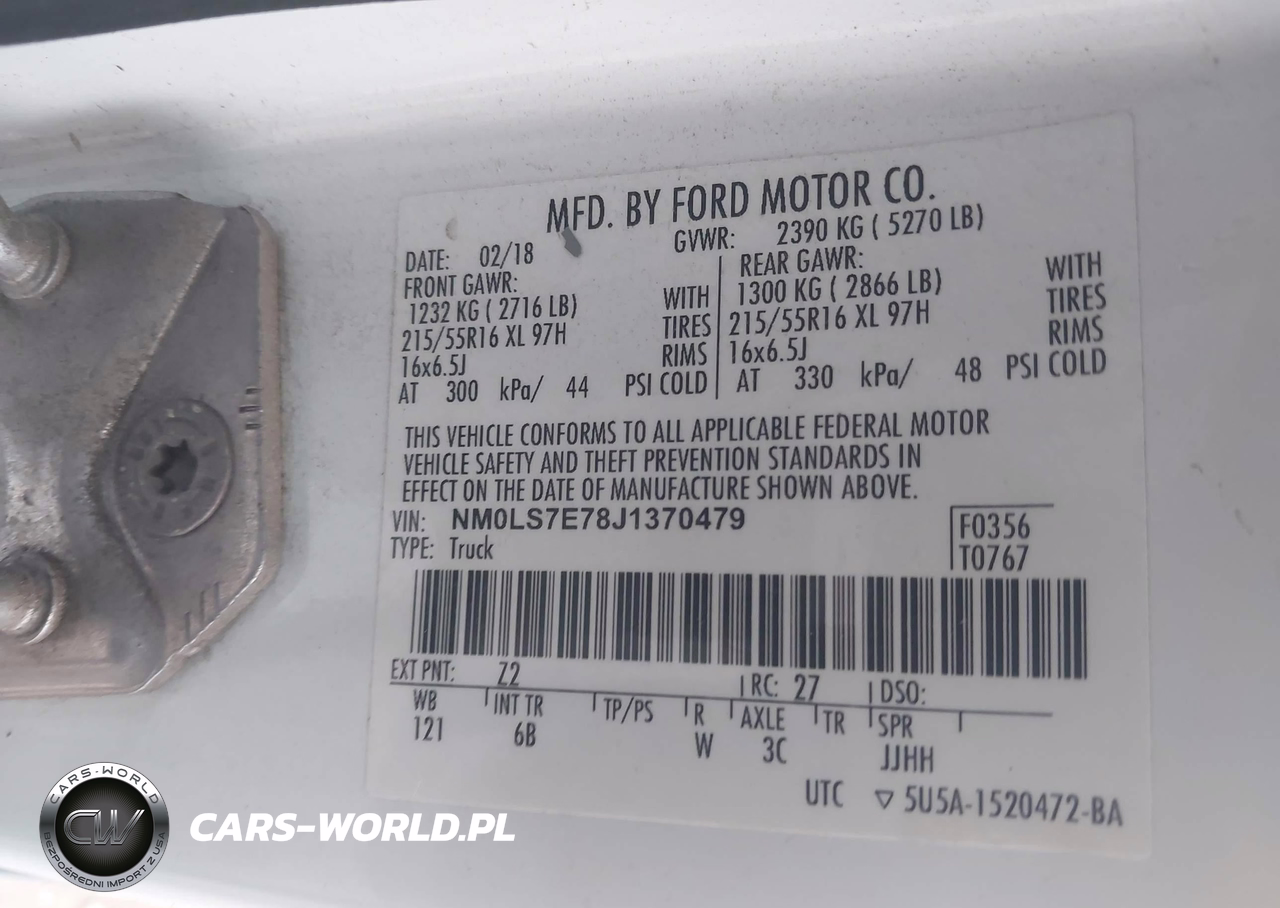 MFD. BY FORD MOTOR CO.
DATE: 02/18 GVWR: 2390 KG ( 5270 LB)
FRONT GAWR: REAR GAWR:
1232 KG ( 2716 LB) WITH 1300 KG ( 2866 LB) WITH
215/55R16 XL 97H TIRES 215/55R16 XL 97H TIRES
16x6.5J RIMS 16x6.5J RIMS
AT 300 kPa/ 44 PSI COLD AT 330 kPa/ 48 PSI COLD
THIS VEHICLE CONFORMS TO ALL APPLICABLE FEDERAL MOTOR
VEHICLE SAFETY AND THEFT PREVENTION STANDARDS IN
EFFECT ON THE DATE OF MANUFACTURE SHOWN ABOVE.
VIN: NM0LS7E78J1370479 F0356
TYPE: Truck T0767
EXT PNT: Z2 RC: 27 DSO:
WB INT TR TP/PS R AXLE TR SPR
121 6B W 3C JJHH
UTC ▽ 5U5A-1520472-BA
CARS-WORLD
CW
BEZPOŚREDNI IMPORT Z USA
CARS-WORLD.PL